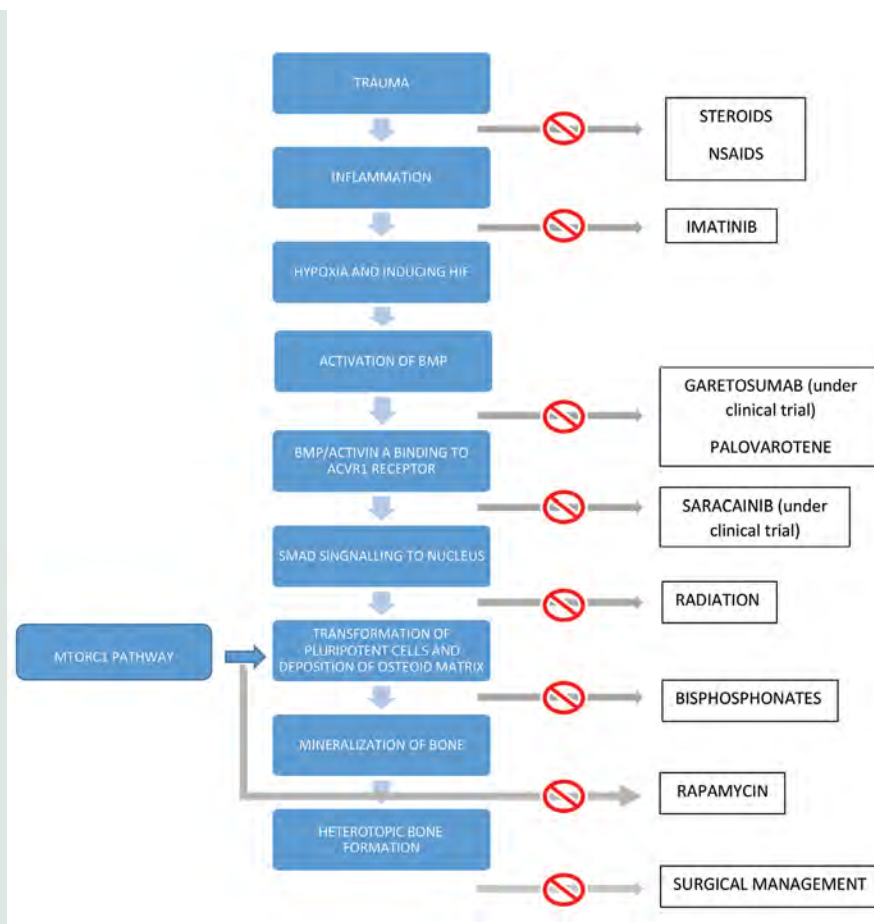 TRAUMA
STEROIDS
NSAIDS
INFLAMMATION
IMATINIB
HYPOXIA AND INDUCING HIF
ACTIVATION OF BMP
GARETOSUMAB (under
clinical trial)
PALOVAROTENE
BMP/ACTIVIN A BINDING TO
ACVR1 RECEPTOR
SARACAINIB (under
clinical trial)
SMAD SINGNALLING TO NUCLEUS
RADIATION
MTORC1 PATHWAY
TRANSFORMATION OF
PLURIPOTENT CELLS AND
DEPOSITION OF OSTEOID MATRIX
BISPHOSPHONATES
MINERALIZATION OF BONE
RAPAMYCIN
HETEROTOPIC BONE
FORMATION
SURGICAL MANAGEMENT